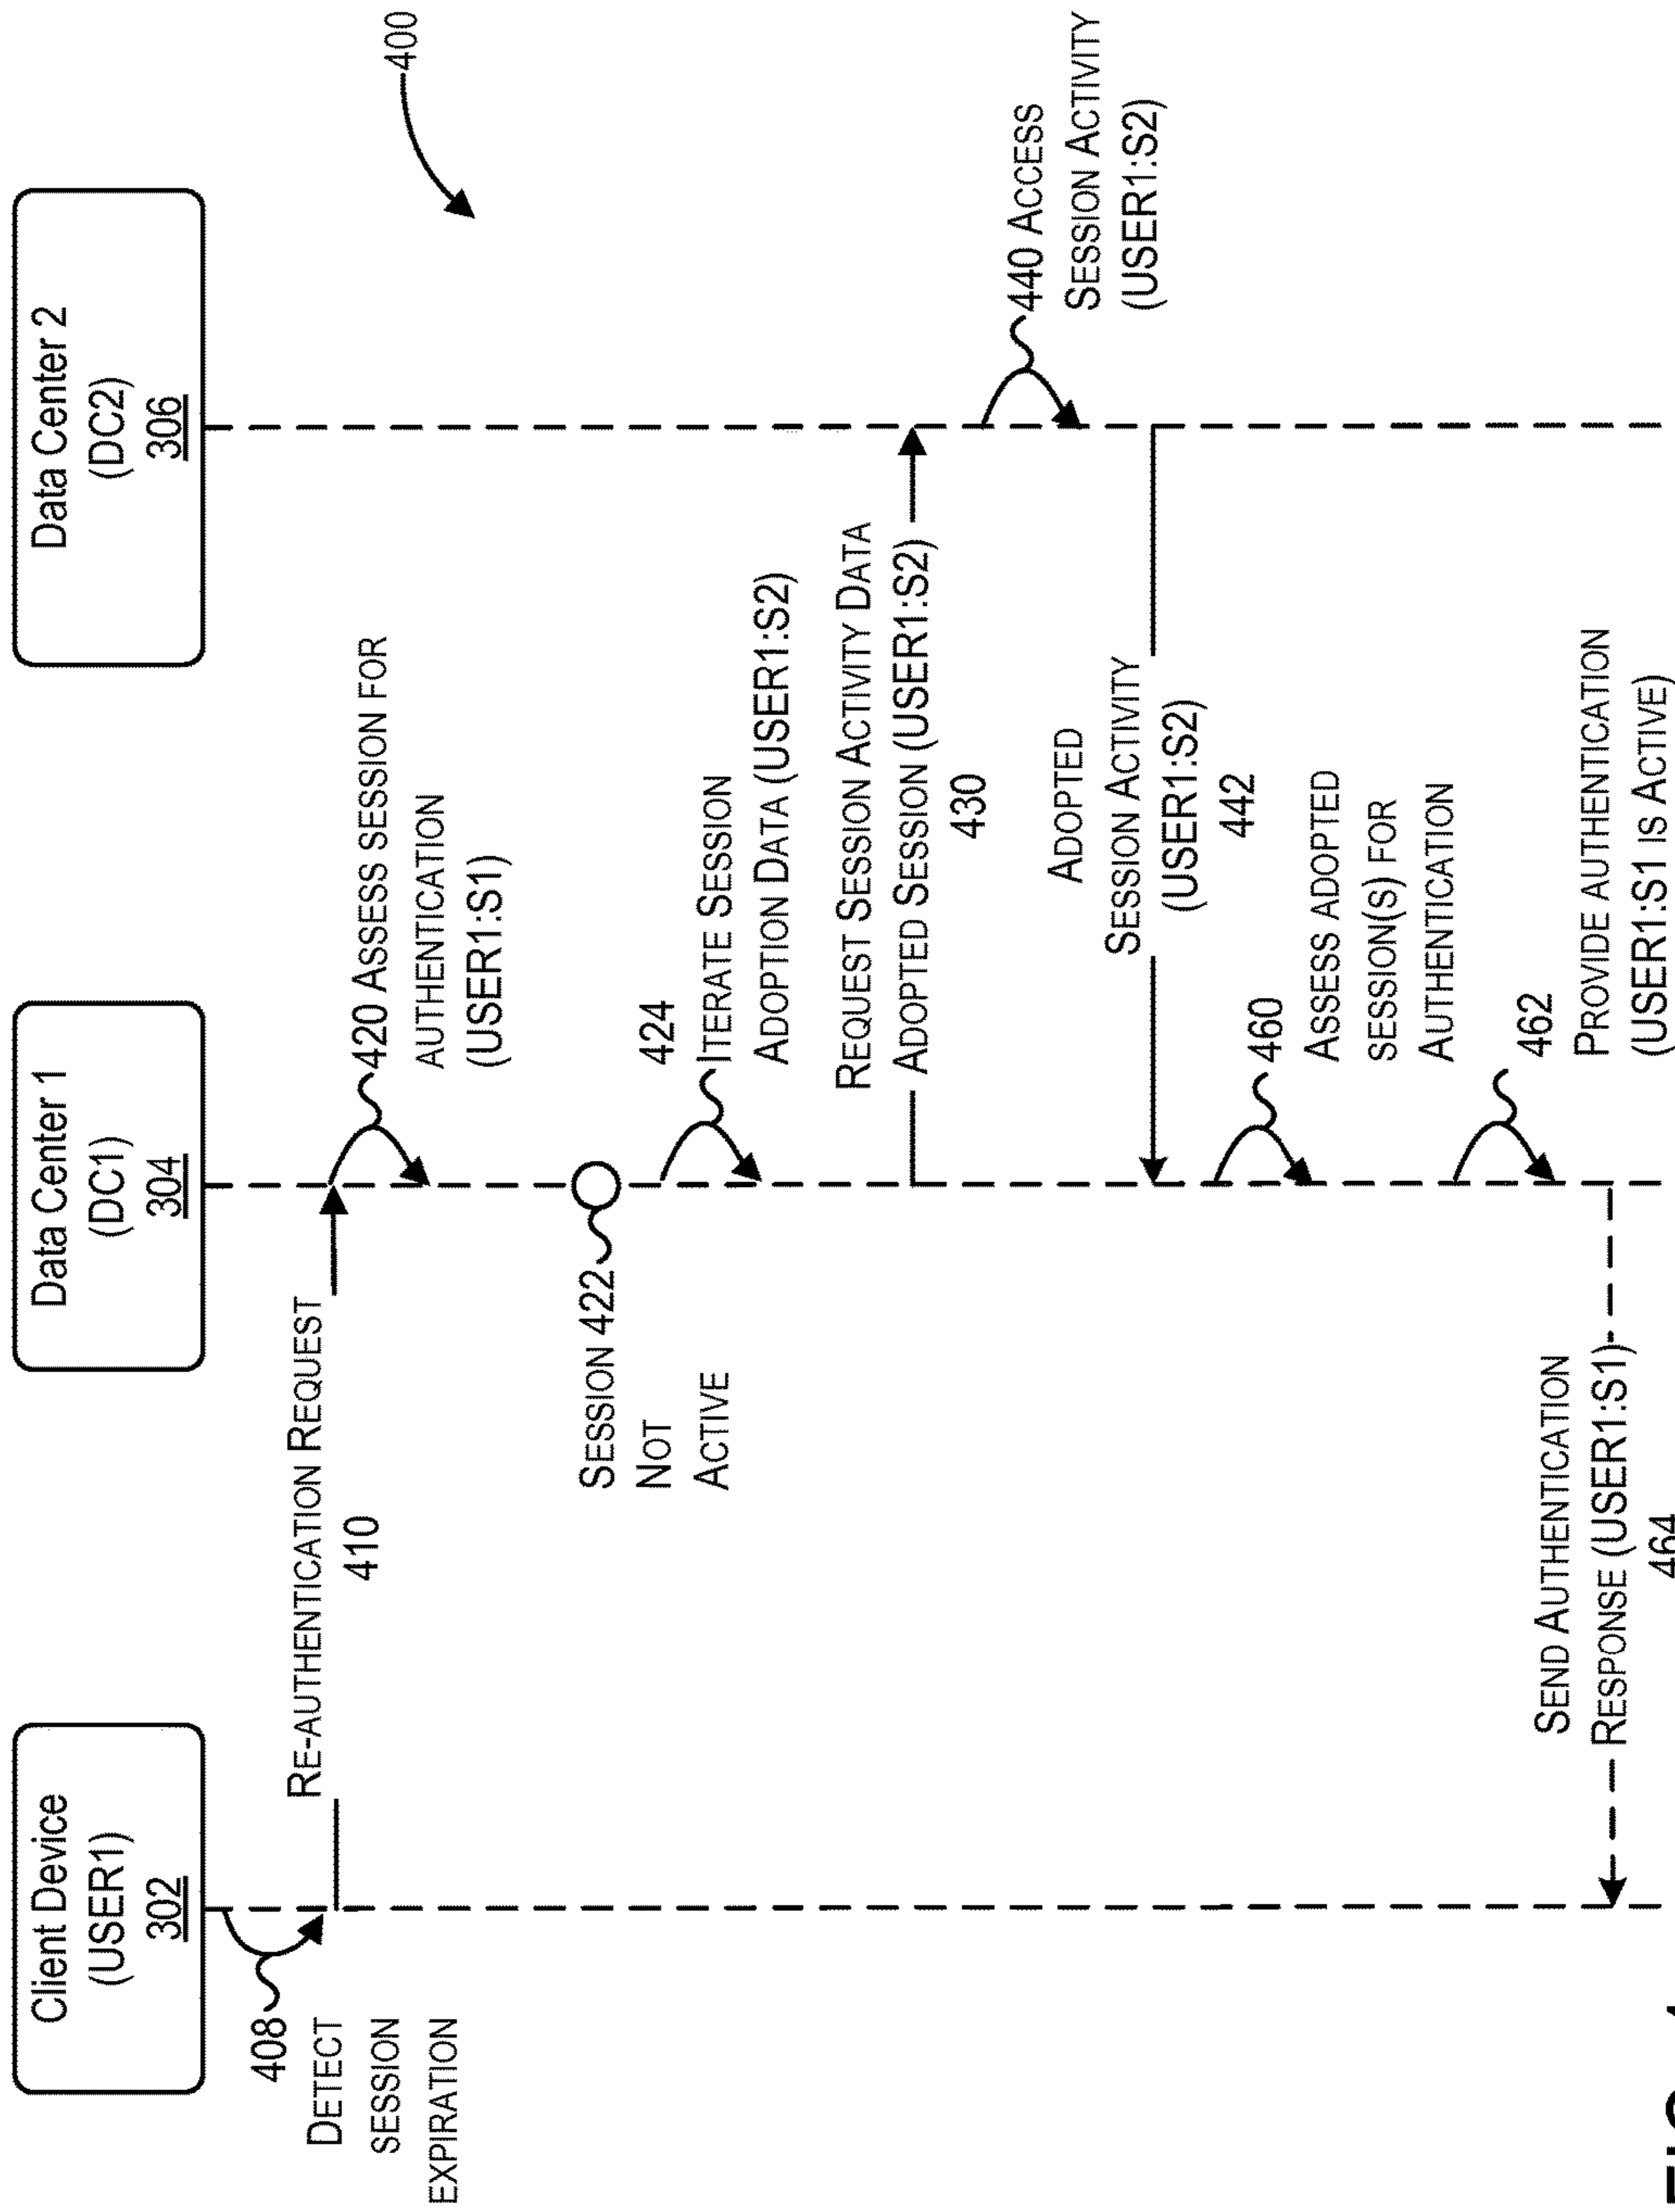 Client Device
(USER1)
302
Data Center 1
(DC1)
304
Data Center 2
(DC2)
306
400
408
DETECT
SESSION
EXPIRATION
RE-AUTHENTICATION REQUEST
410
420 ASSESS SESSION FOR
AUTHENTICATION
(USER1:S1)
SESSION 422
NOT
ACTIVE
424
ITERATE SESSION
ADOPTION DATA (USER1:S2)
REQUEST SESSION ACTIVITY DATA
ADOPTED SESSION (USER1:S2)
430
440 ACCESS
SESSION ACTIVITY
(USER1:S2)
ADOPTED
SESSION ACTIVITY
(USER1:S2)
442
460
ASSESS ADOPTED
SESSION(S) FOR
AUTHENTICATION
462
PROVIDE AUTHENTICATION
(USER1:S1 IS ACTIVE)
SEND AUTHENTICATION
RESPONSE (USER1:S1)
464